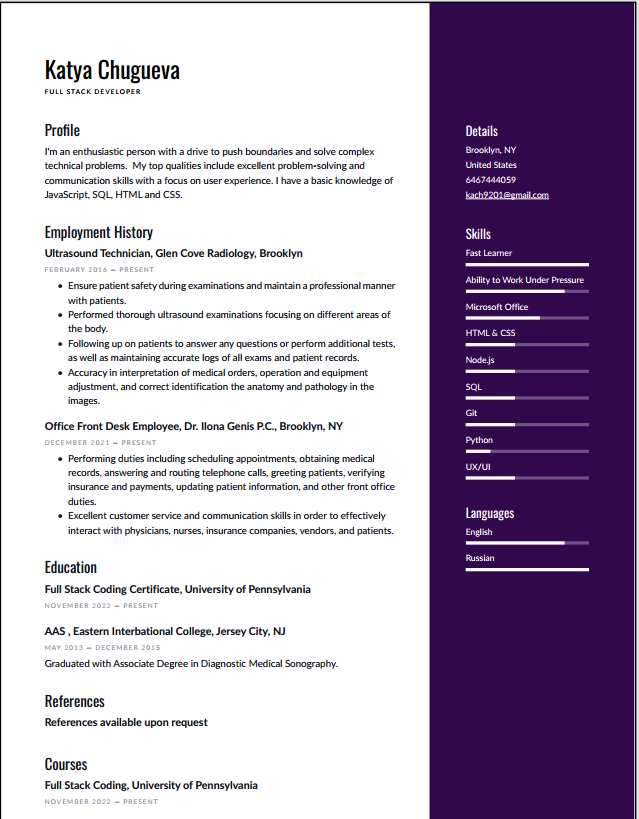 Katya Chugueva
FULL STACK DEVELOPER
Profile
I'm an enthusiastic person with a drive to push boundaries and solve complex
technical problems.  My top qualities include excellent problem-solving and
communication skills with a focus on user experience. I have a basic knowledge of
JavaScript, SQL, HTML and CSS.
Employment History
Ultrasound Technician, Glen Cove Radiology, Brooklyn
FEBRUARY 2016 — PRESENT
• Ensure patient safety during examinations and maintain a professional manner
with patients.
• Performed thorough ultrasound examinations focusing on different areas of
the body.
• Following up on patients to answer any questions or perform additional tests,
as well as maintaining accurate logs of all exams and patient records.
• Accuracy in interpretation of medical orders, operation and equipment
adjustment, and correct identification the anatomy and pathology in the
images.
Office Front Desk Employee, Dr. Ilona Genis P.C., Brooklyn, NY
DECEMBER 2021 — PRESENT
• Performing duties including scheduling appointments, obtaining medical
records, answering and routing telephone calls, greeting patients, verifying
insurance and payments, updating patient information, and other front office
duties.
• Excellent customer service and communication skills in order to effectively
interact with physicians, nurses, insurance companies, vendors, and patients.
Education
Full Stack Coding Certificate, University of Pennsylvania
NOVEMBER 2022 — PRESENT
AAS , Eastern Interbational College, Jersey City, NJ
MAY 2013 — DECEMBER 2015
Graduated with Associate Degree in Diagnostic Medical Sonography.
References
References available upon request
Courses
Full Stack Coding, University of Pennsylvania
NOVEMBER 2022 — PRESENT
Details
Brooklyn, NY
United States
6467444059
kach9201@gmail.com
Skills
Fast Learner
Ability to Work Under Pressure
Microsoft Office
HTML & CSS
Node.js
SQL
Git
Python
UX/UI
Languages
English
Russian